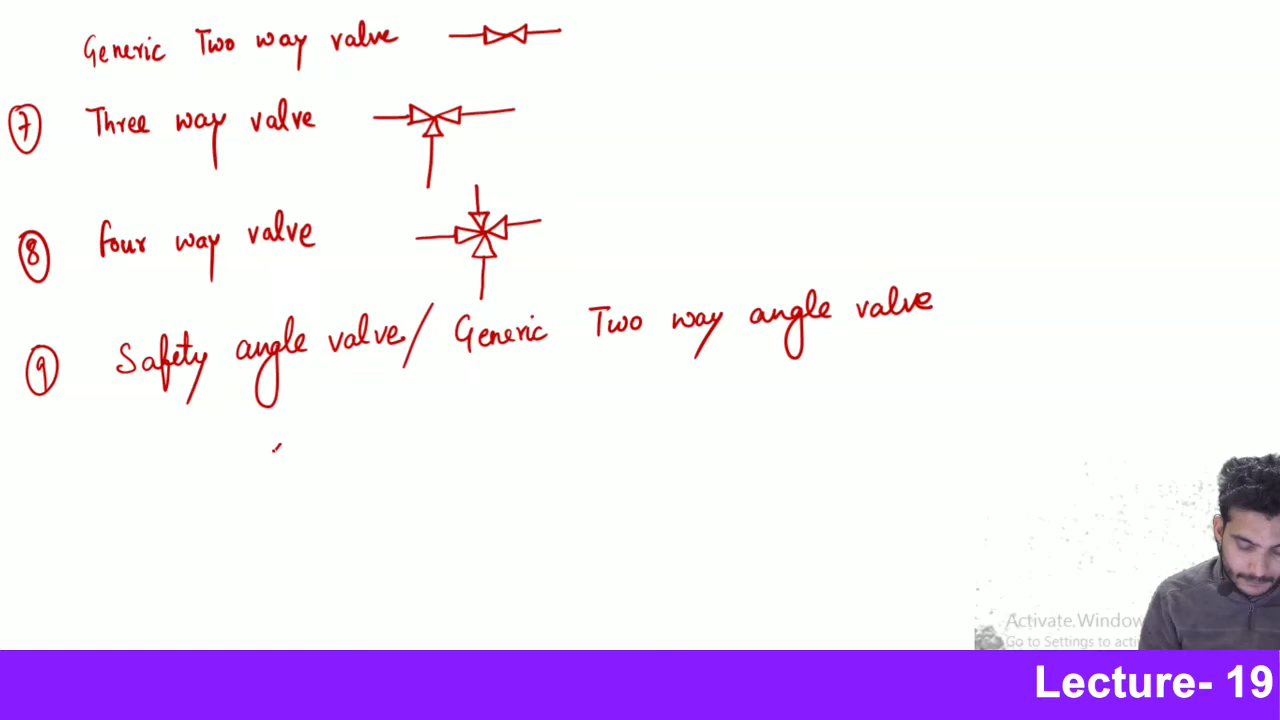 Generic Two way valve
7 Three way valve
8 four way valve
9 Safety angle valve/ Generic Two way angle valve
Activate Window
Go to Settings to acti
Lecture- 19